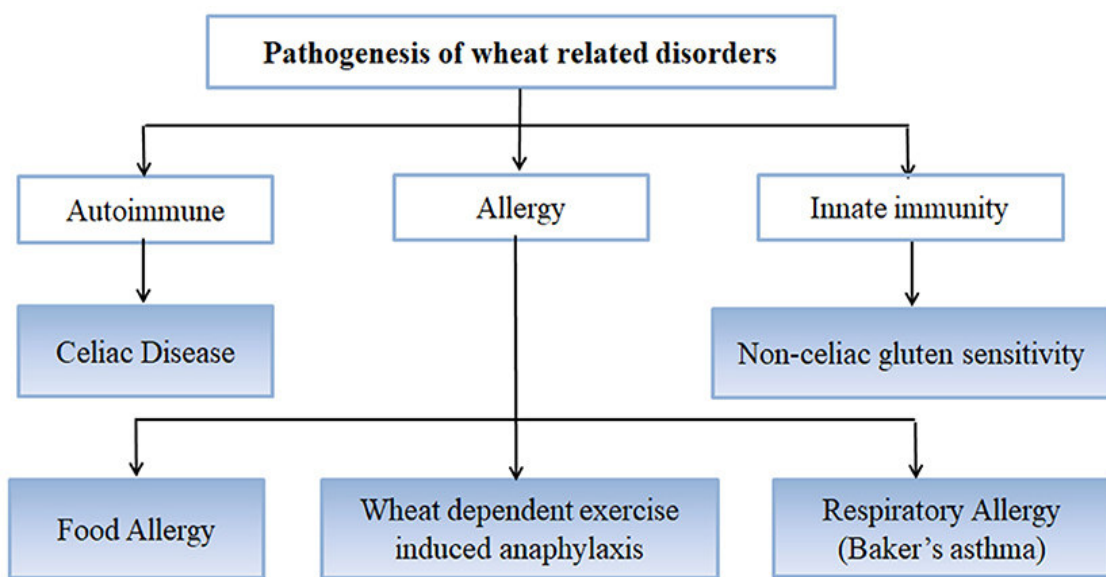 Pathogenesis of wheat related disorders
Autoimmune
Allergy
Innate immunity
Celiac Disease
Non-celiac gluten sensitivity
Food Allergy
Wheat dependent exercise
induced anaphylaxis
Respiratory Allergy
(Baker’s asthma)